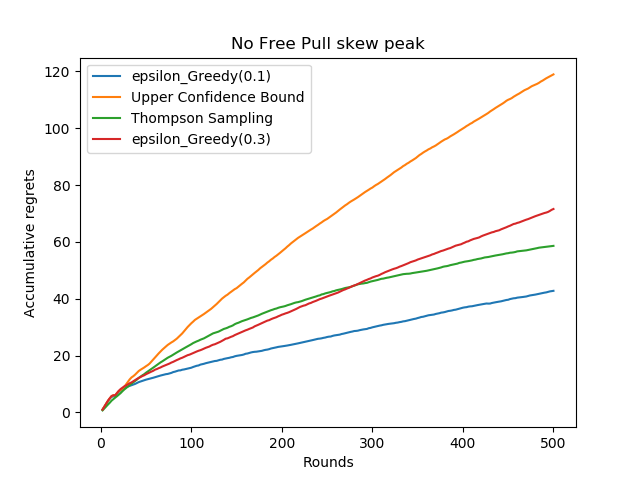 No Free Pull skew peak
epsilon_Greedy(0.1)
Upper Confidence Bound
Thompson Sampling
epsilon_Greedy(0.3)
Accumulative regrets
120
100
80
60
40
20
0
0 100 200 300 400 500
Rounds